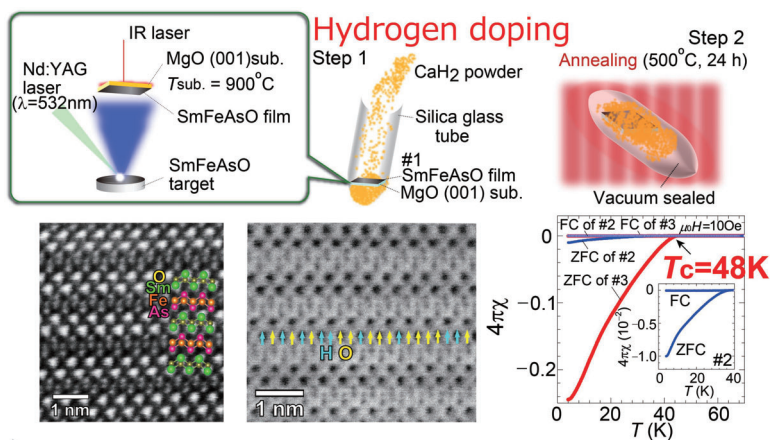 Hydrogen doping
IR laser
MgO (001)sub.
Tsub. = 900°C
Nd:YAG
laser
(λ=532nm)
SmFeAsO film
SmFeAsO
target
Step 1
CaH2 powder
Silica glass
tube
#1
SmFeAsO film
MgO (001) sub.
Step 2
Annealing (500°C, 24 h)
Vacuum sealed
O
Sm
Fe
As
1 nm
H O
1 nm
FC of #2 FC of #3 μ0H=10Oe
ZFC of #2
ZFC of #3
Tc=48K
0
−0.1
−0.2
4πχ
0 20 40 60
T (K)
FC
ZFC
#2
0
−0.5
−1.0
4πχ (10⁻²)
0 20 40
T (K)